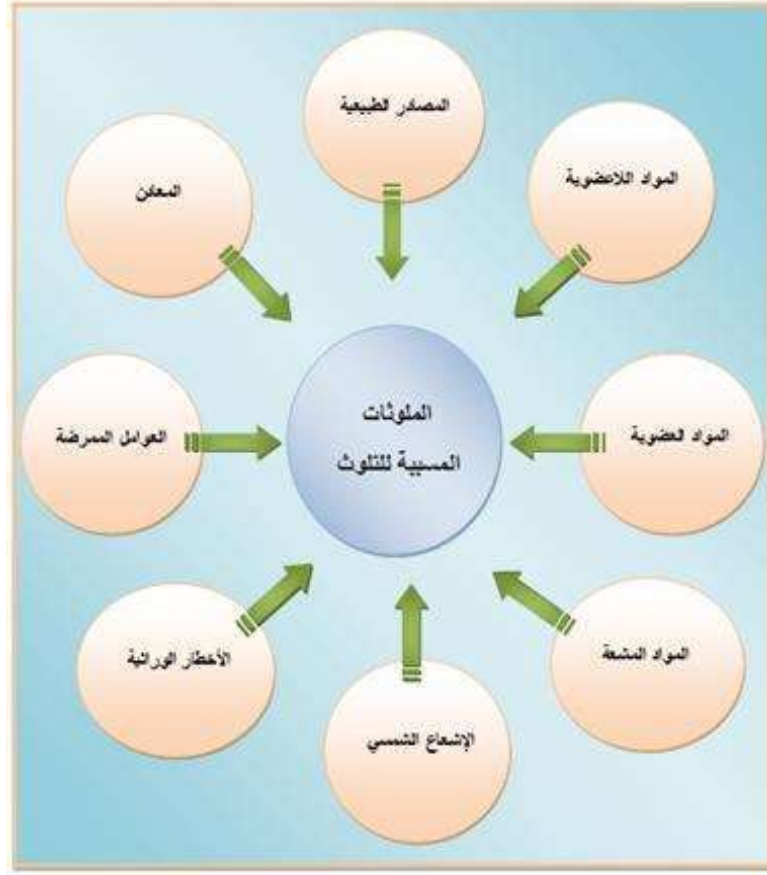 المصادر الطبيعية
المواد اللاعضوية
المعادن
المواد العضوية
العوامل الممرضة
الملوثات
المسببة للتلوث
المواد المشعة
الأخطار الوراثية
الإشعاع الشمسي